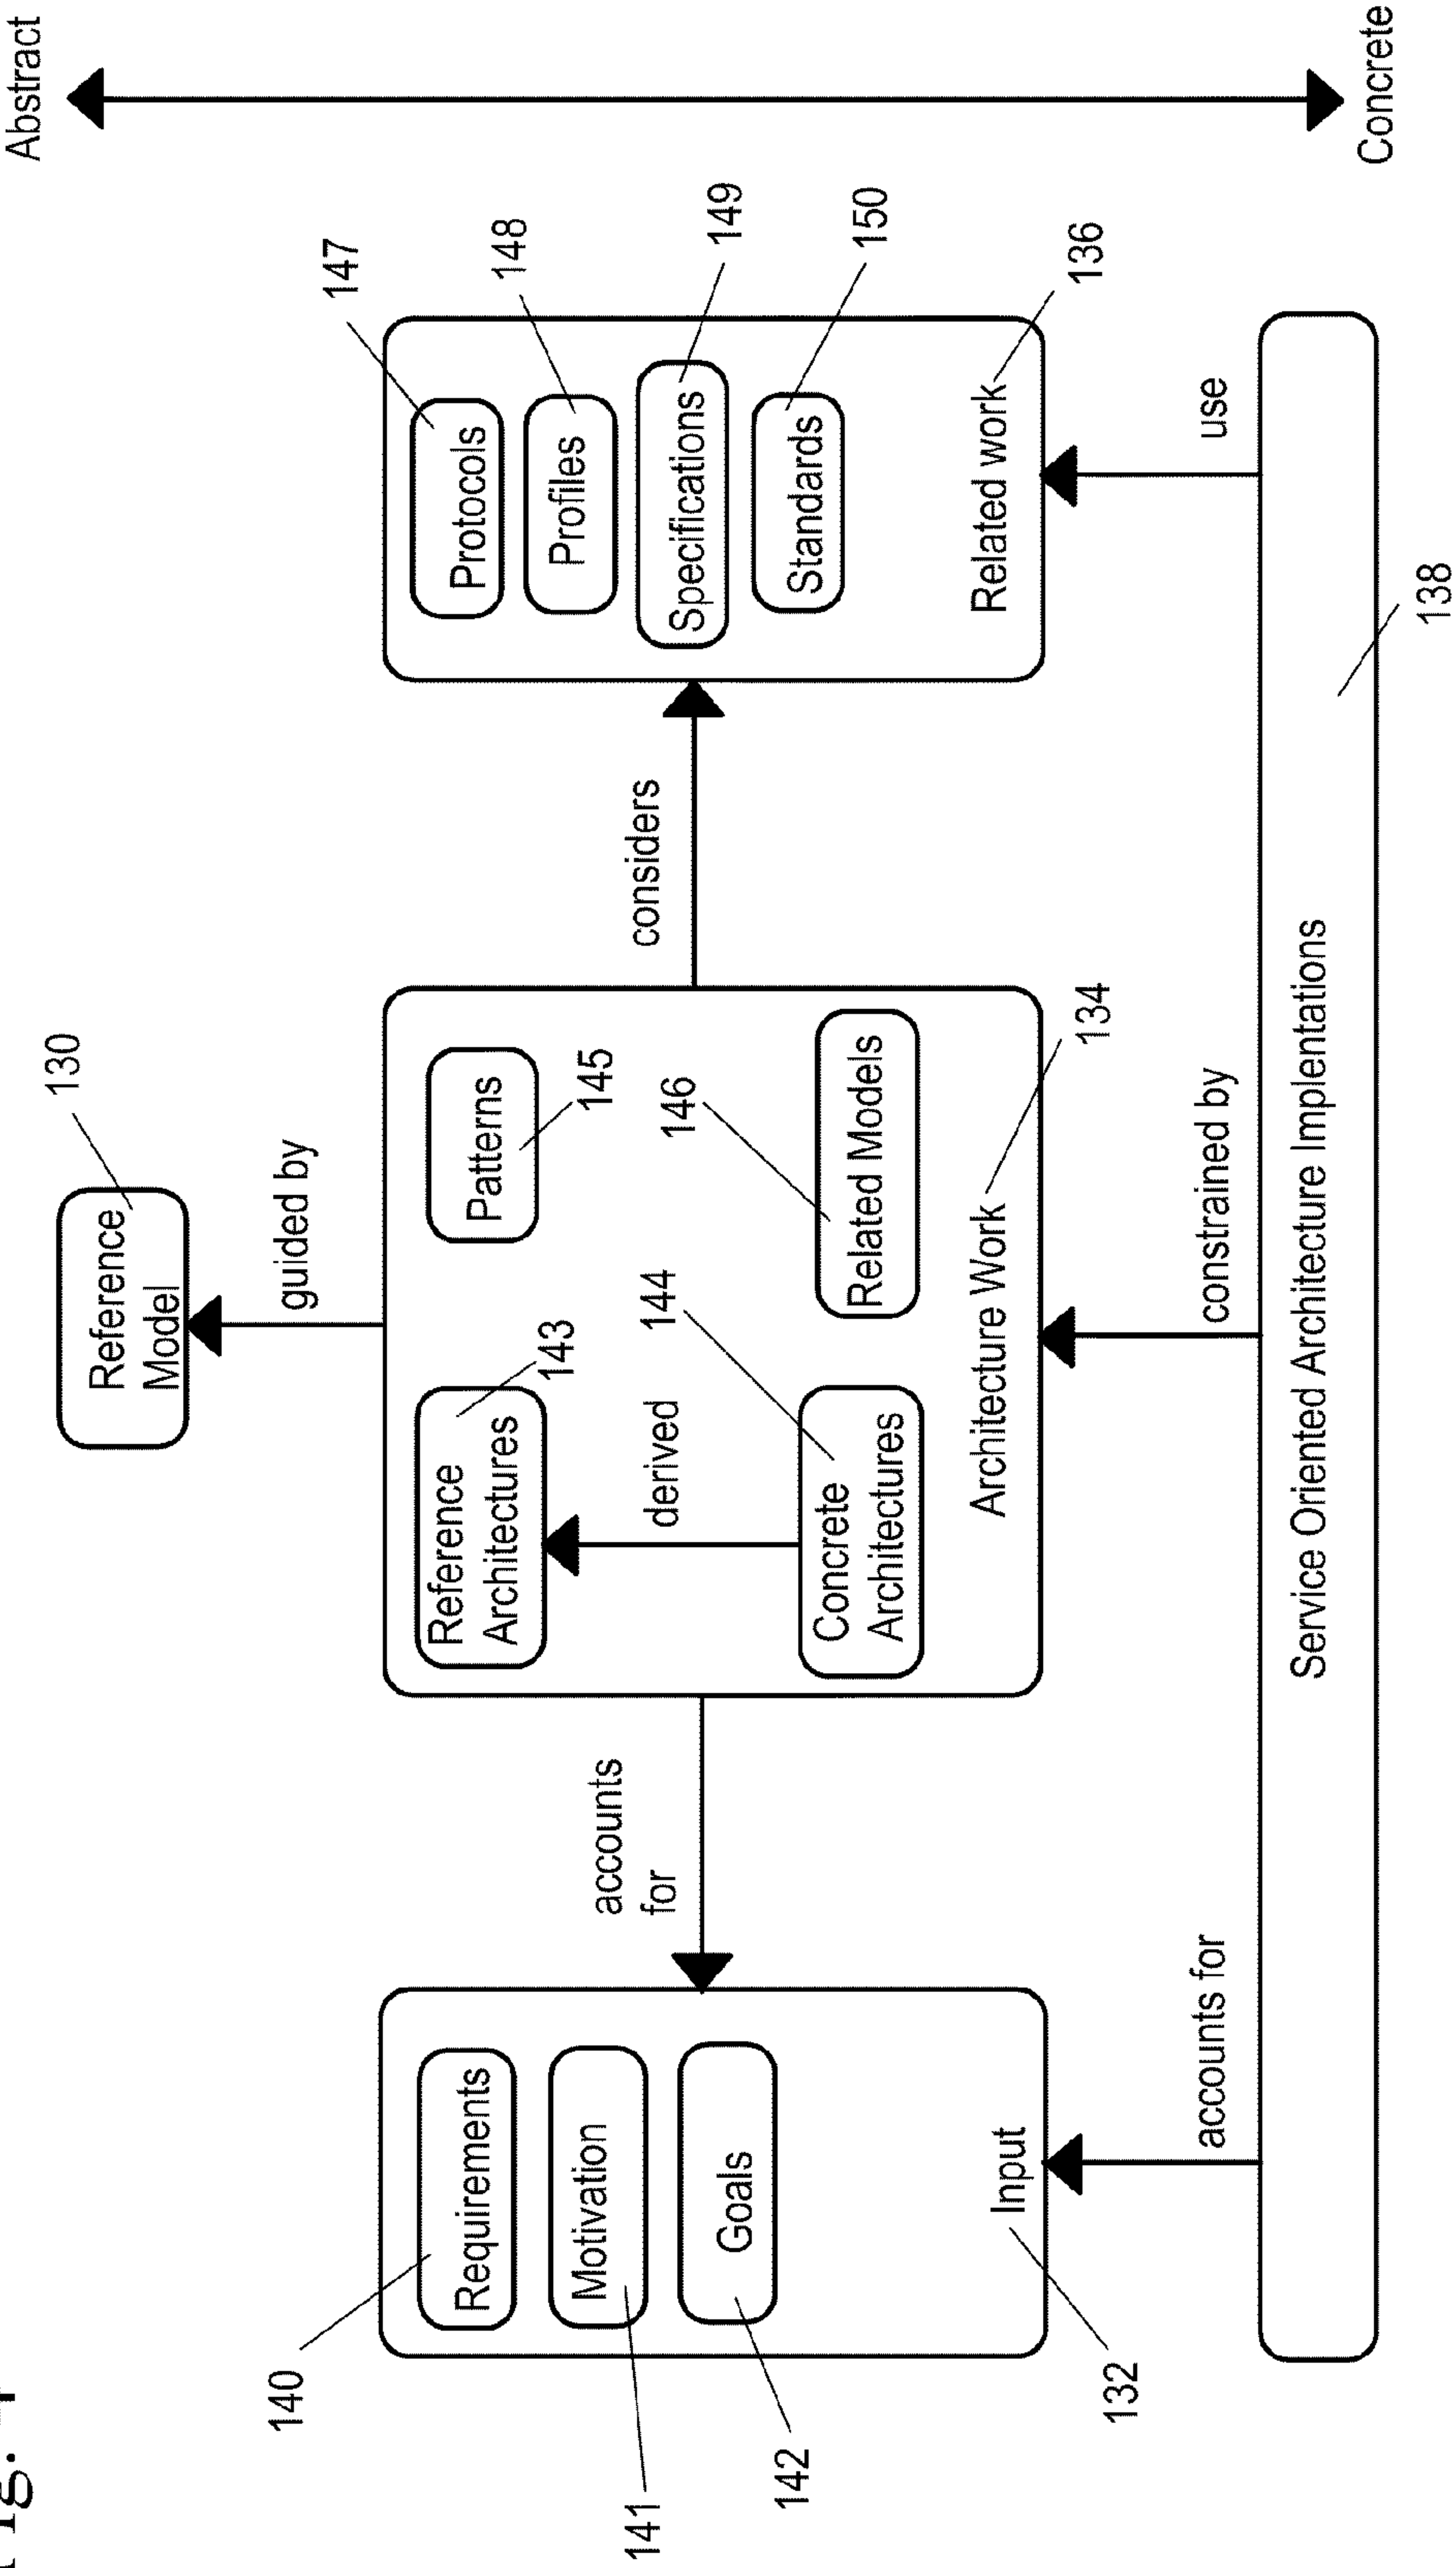 Abstract
130
Reference
Model
guided by
140
Requirements
141
Motivation
142
Goals
Input
132
accounts
for
Reference
Architectures
143
Patterns
145
derived
144
146
Concrete
Architectures
Related Models
Architecture Work
134
considers
147
Protocols
148
Profiles
149
Specifications
150
Standards
Related work
136
accounts for
constrained by
use
Service Oriented Architecture Implentations
138
Concrete